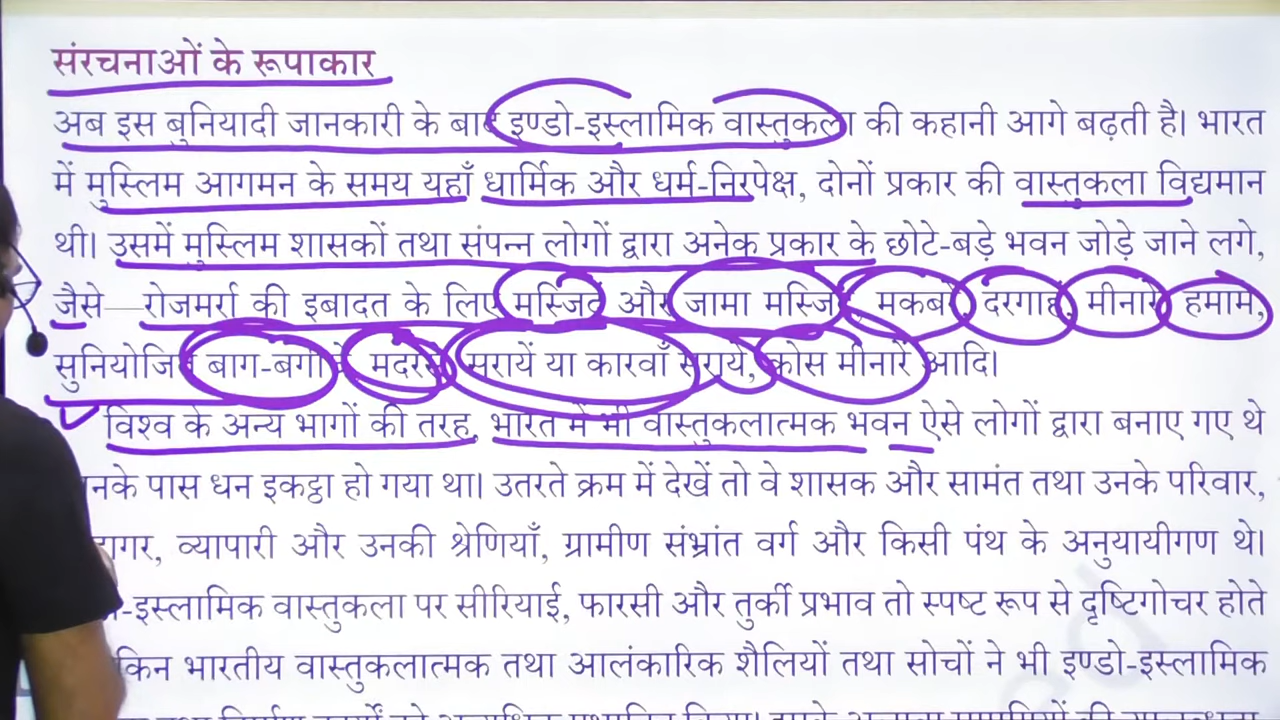 संरचनाओं के रूपाकार
अब इस बुनियादी जानकारी के बाद इण्डो-इस्लामिक वास्तुकला की कहानी आगे बढ़ती है। भारत
में मुस्लिम आगमन के समय यहाँ धार्मिक और धर्म-निरपेक्ष, दोनों प्रकार की वास्तुकला विद्यमान
थी। उसमें मुस्लिम शासकों तथा संपन्न लोगों द्वारा अनेक प्रकार के छोटे-बड़े भवन जोड़े जाने लगे,
जैसे—रोजमर्रा की इबादत के लिए मस्जिदें और जामा मस्जिद, मकबरे, दरगाहें, मीनारें, हमाम,
सुनियोजित बाग-बगीचे, मदरसे, सरायें या कारवाँ सरायें, कोस मीनारें आदि।
विश्व के अन्य भागों की तरह, भारत में भी वास्तुकलात्मक भवन ऐसे लोगों द्वारा बनाए गए थे
के पास धन इकट्ठा हो गया था। उतरते क्रम में देखें तो वे शासक और सामंत तथा उनके परिवार,
व्यापारी और उनकी श्रेणियाँ, ग्रामीण संभ्रांत वर्ग और किसी पंथ के अनुयायीगण थे।
-इस्लामिक वास्तुकला पर सीरियाई, फारसी और तुर्की प्रभाव तो स्पष्ट रूप से दृष्टिगोचर होते
भारतीय वास्तुकलात्मक तथा आलंकारिक शैलियों तथा सोचों ने भी इण्डो-इस्लामिक